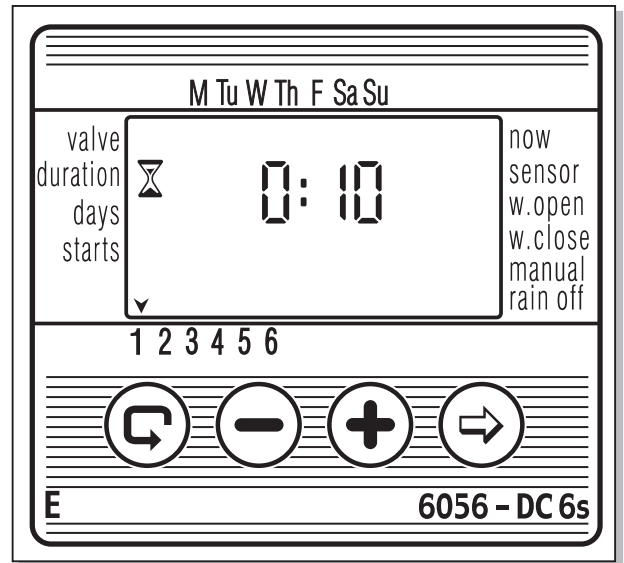 M Tu W Th F Sa Su
valve
duration
days
starts
0:10
now
sensor
w.open
w.close
manual
rain off
1 2 3 4 5 6
E
6056 – DC 6s